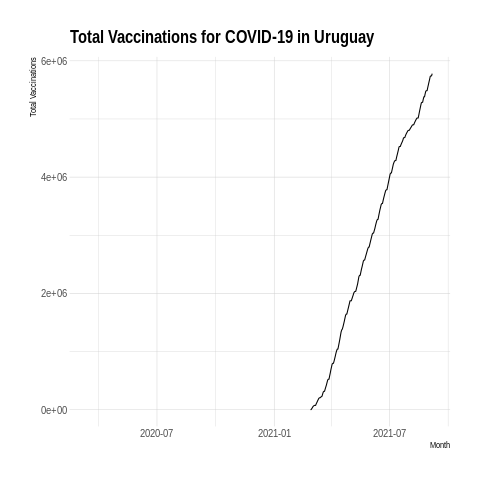 Total Vaccinations for COVID-19 in Uruguay
Total Vaccinations
6e+06
4e+06
2e+06
0e+00
2020-07
2021-01
2021-07
Month